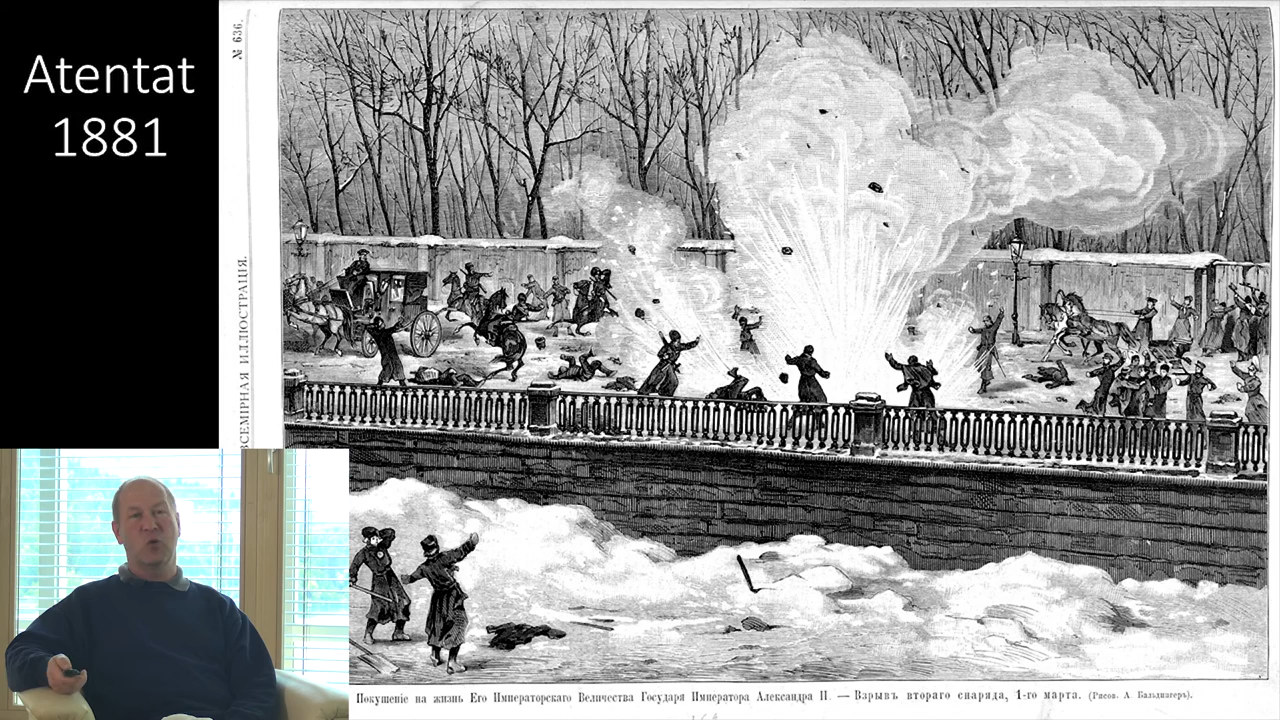 Atentat
1881
№ 636.
ВСЕМІРНАЯ ИЛЛЮСТРАЦІЯ.
Покушеніе на жизнь Его Императорскаго Величества Государя Императора Александра II. — Взрывъ втораго снаряда, 1-го марта. (Рисов. А. Бальдингеръ).